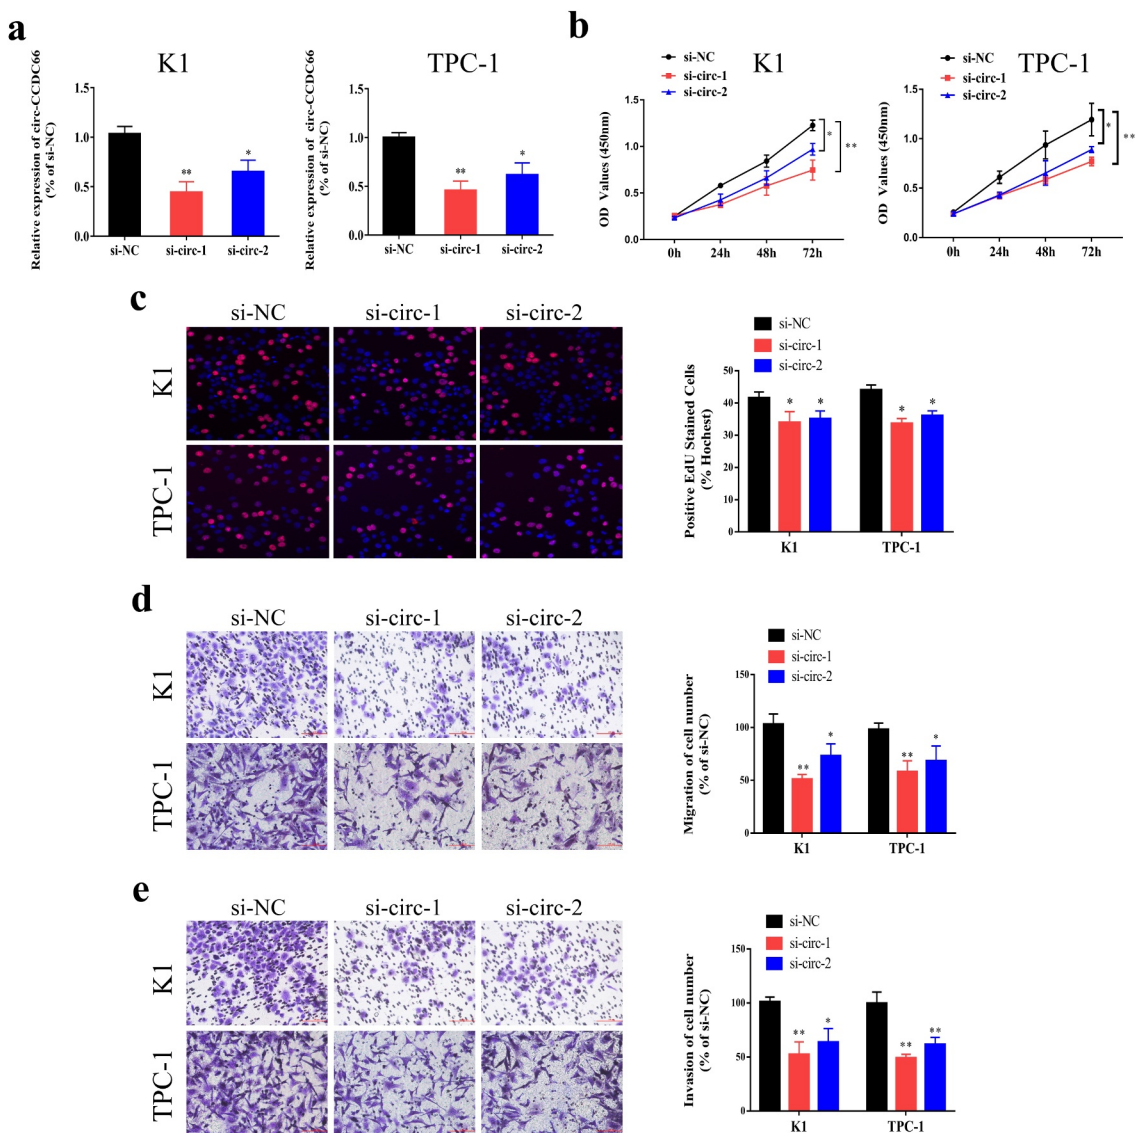 a
K1
Relative expression of circ-CCDC66
(% of si-NC)
1.5
1.0
0.5
0.0
**
*
si-NC
si-circ-1
si-circ-2
TPC-1
Relative expression of circ-CCDC66
(% of si-NC)
1.5
1.0
0.5
0.0
**
*
si-NC
si-circ-1
si-circ-2
b
si-NC
si-circ-1
si-circ-2
K1
OD Values (450nm)
1.5
1.0
0.5
0.0
*
**
0h
24h
48h
72h
si-NC
si-circ-1
si-circ-2
TPC-1
OD Values (450nm)
1.5
1.0
0.5
0.0
*
**
0h
24h
48h
72h
c
si-NC
si-circ-1
si-circ-2
K1
TPC-1
si-NC
si-circ-1
si-circ-2
Positive EdU Stained Cells
(% Hochest)
50
40
30
20
10
0
*
*
*
*
K1
TPC-1
d
si-NC
si-circ-1
si-circ-2
K1
TPC-1
si-NC
si-circ-1
si-circ-2
Migration of cell number
(% of si-NC)
150
100
50
0
**
*
**
*
K1
TPC-1
e
si-NC
si-circ-1
si-circ-2
K1
TPC-1
si-NC
si-circ-1
si-circ-2
Invasion of cell number
(% of si-NC)
150
100
50
0
**
*
**
**
K1
TPC-1